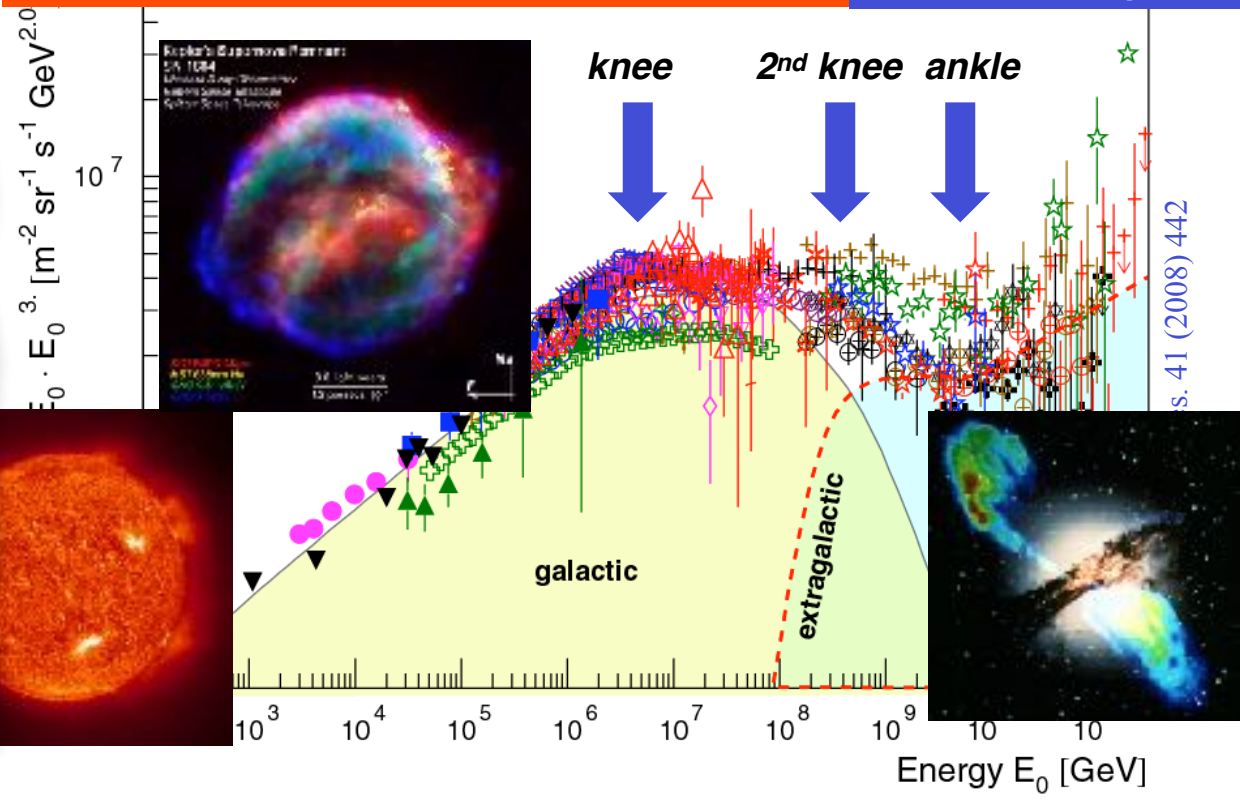 knee 2nd knee ankle
Kepler's Supernova Remnant
SN 1604
E0 · E0 3. [m-2 sr-1 s-1 GeV2.0
10 7
galactic
extragalactic
10 3 10 4 10 5 10 6 10 7 10 8 10 9 10 10
Energy E0 [GeV]
s. 41 (2008) 442